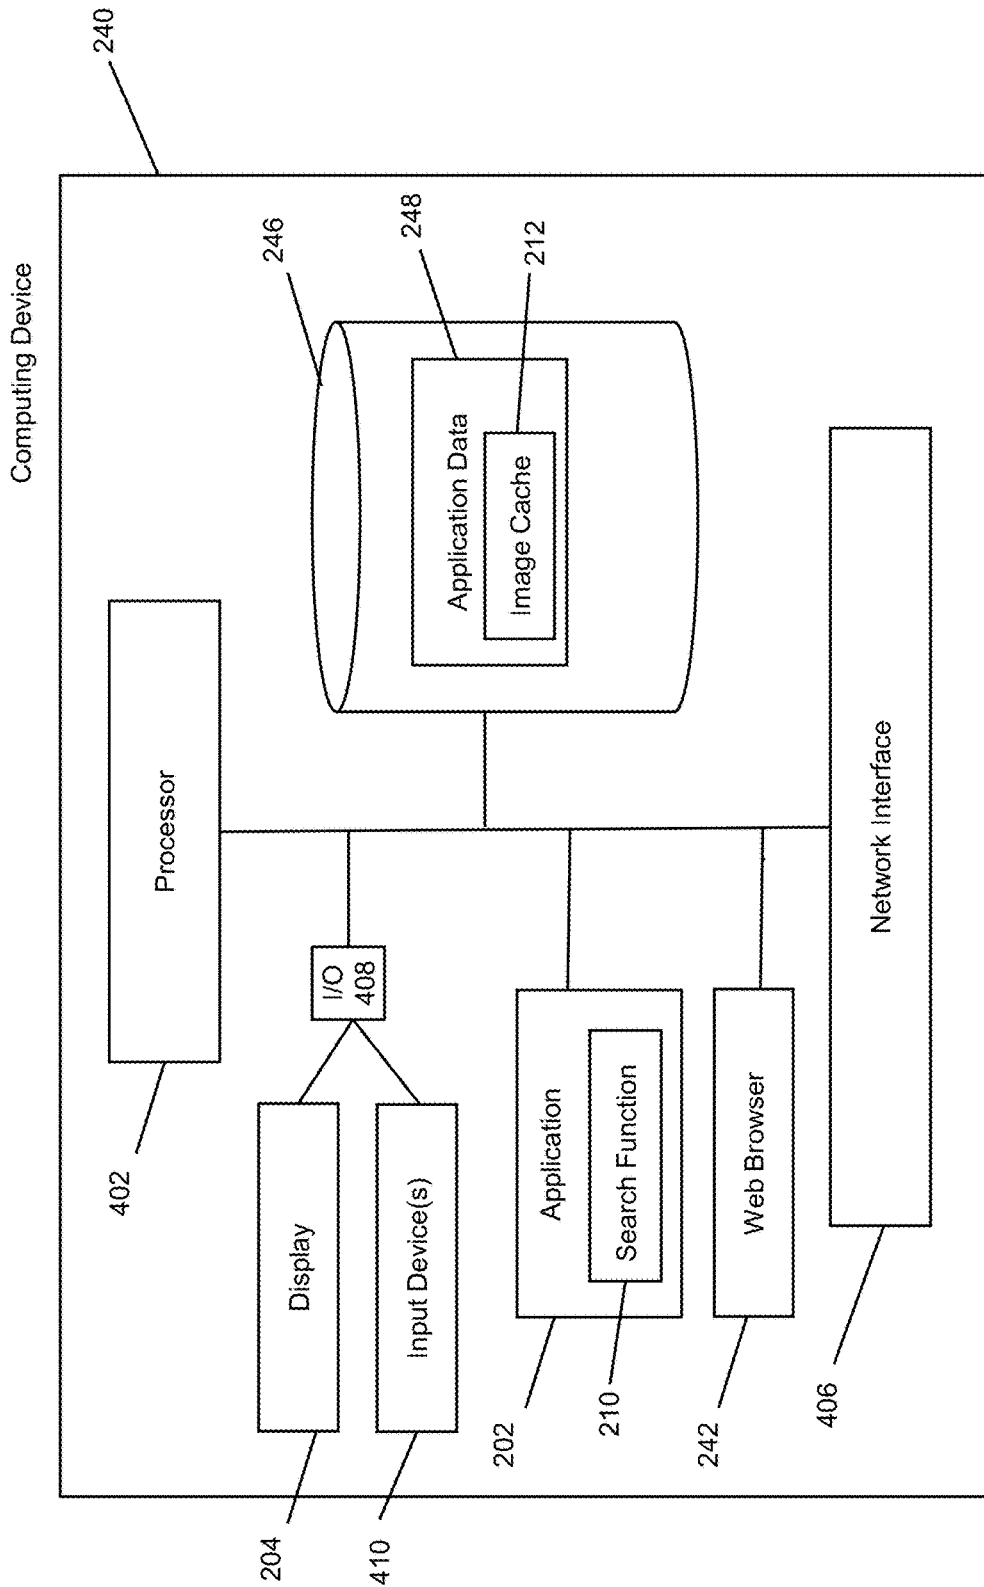 Computing Device
240
Processor
402
246
248
212
Application Data
Image Cache
I/O
408
Display
204
Input Device(s)
410
Application
Search Function
202
210
Web Browser
242
Network Interface
406